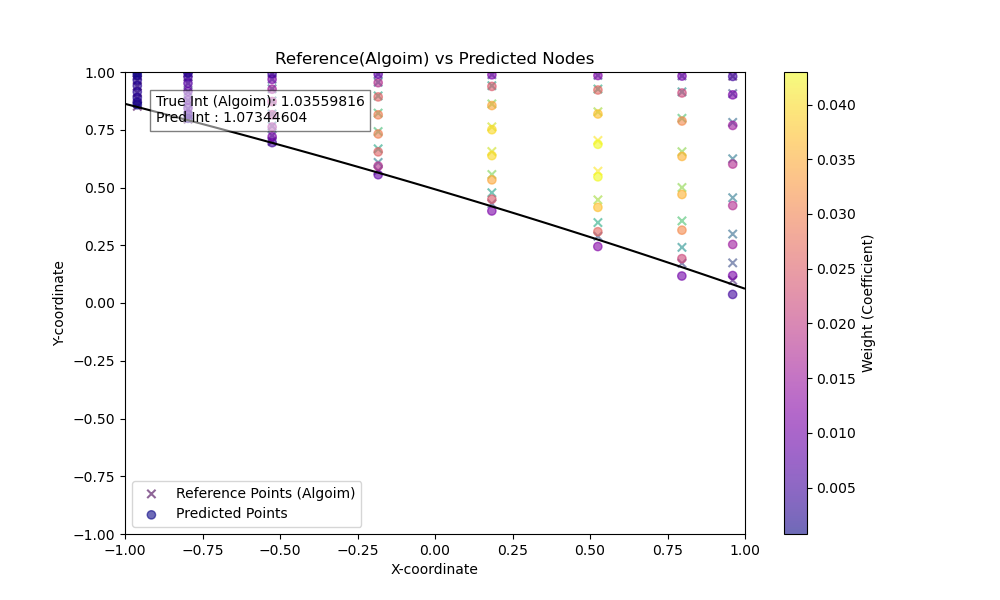 Reference(Algoim) vs Predicted Nodes
True Int (Algoim): 1.03559816
Pred Int : 1.07344604
1.00
0.75
0.50
0.25
0.00
−0.25
−0.50
−0.75
−1.00
Y-coordinate
−1.00 −0.75 −0.50 −0.25 0.00 0.25 0.50 0.75 1.00
X-coordinate
Reference Points (Algoim)
Predicted Points
0.040
0.035
0.030
0.025
0.020
0.015
0.010
0.005
Weight (Coefficient)